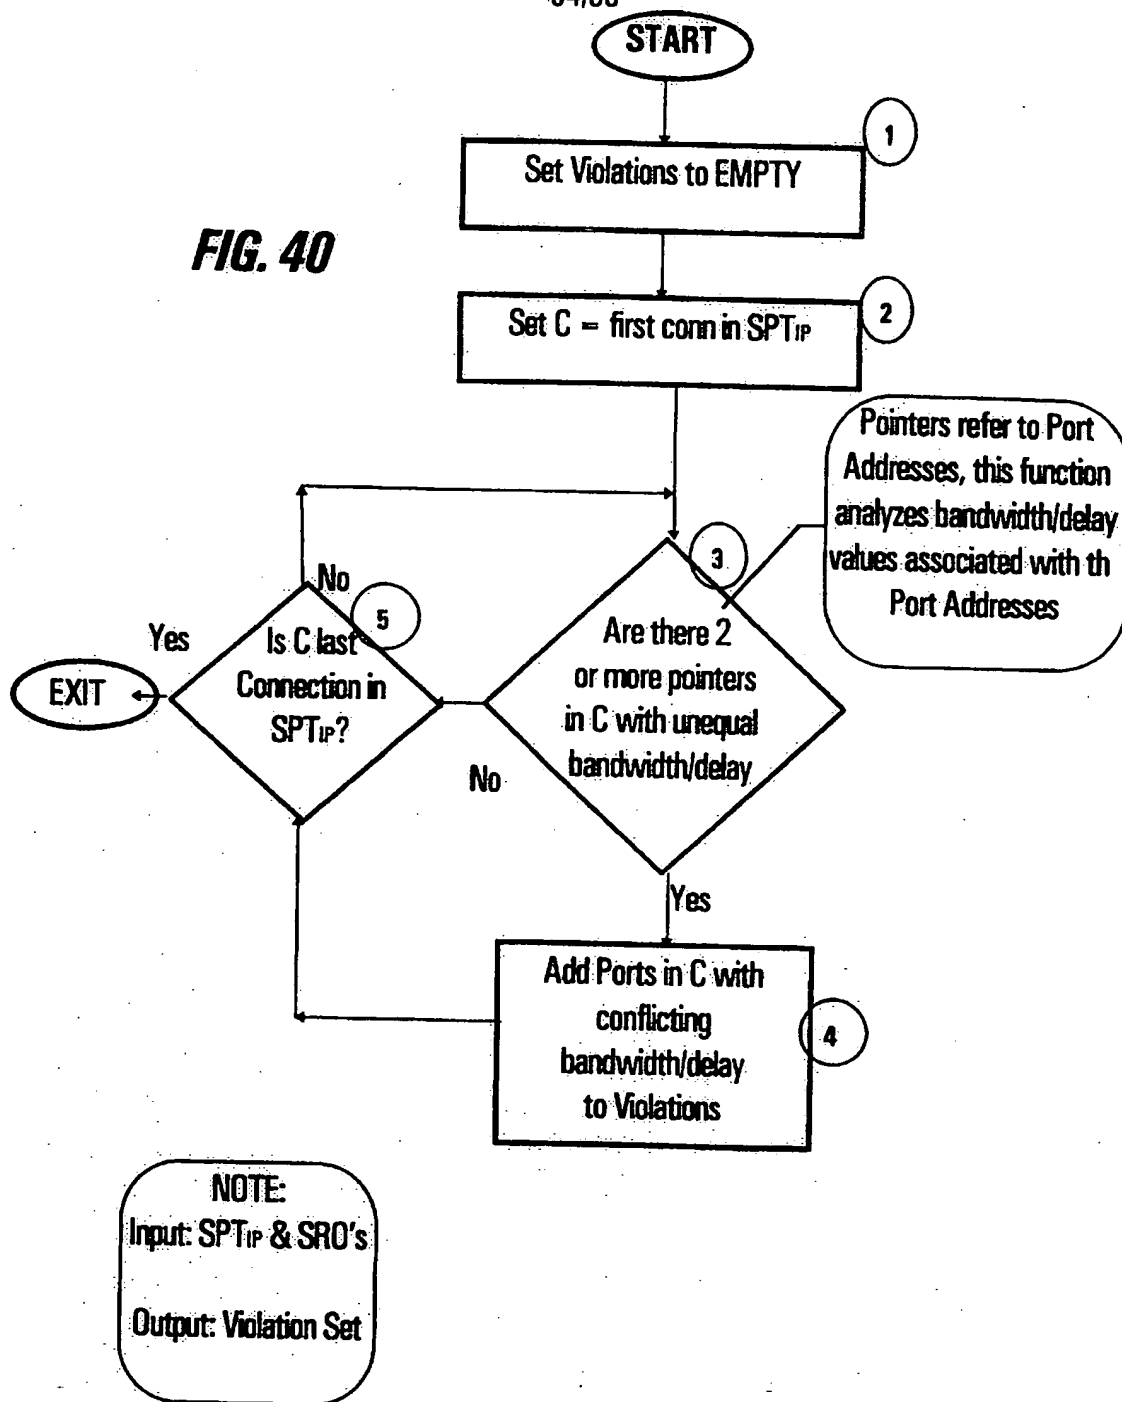 START
1
Set Violations to EMPTY
FIG. 40
2
Set C = first conn in SPTIP
Pointers refer to Port
Addresses, this function
analyzes bandwidth/delay
values associated with th
Port Addresses
3
Are there 2
or more pointers
in C with unequal
bandwidth/delay
No
5
Is C last
Connection in
SPTIP?
Yes
EXIT
No
Yes
Add Ports in C with
conflicting
bandwidth/delay
to Violations
4
NOTE:
Input: SPTIP & SRO's
Output: Violation Set